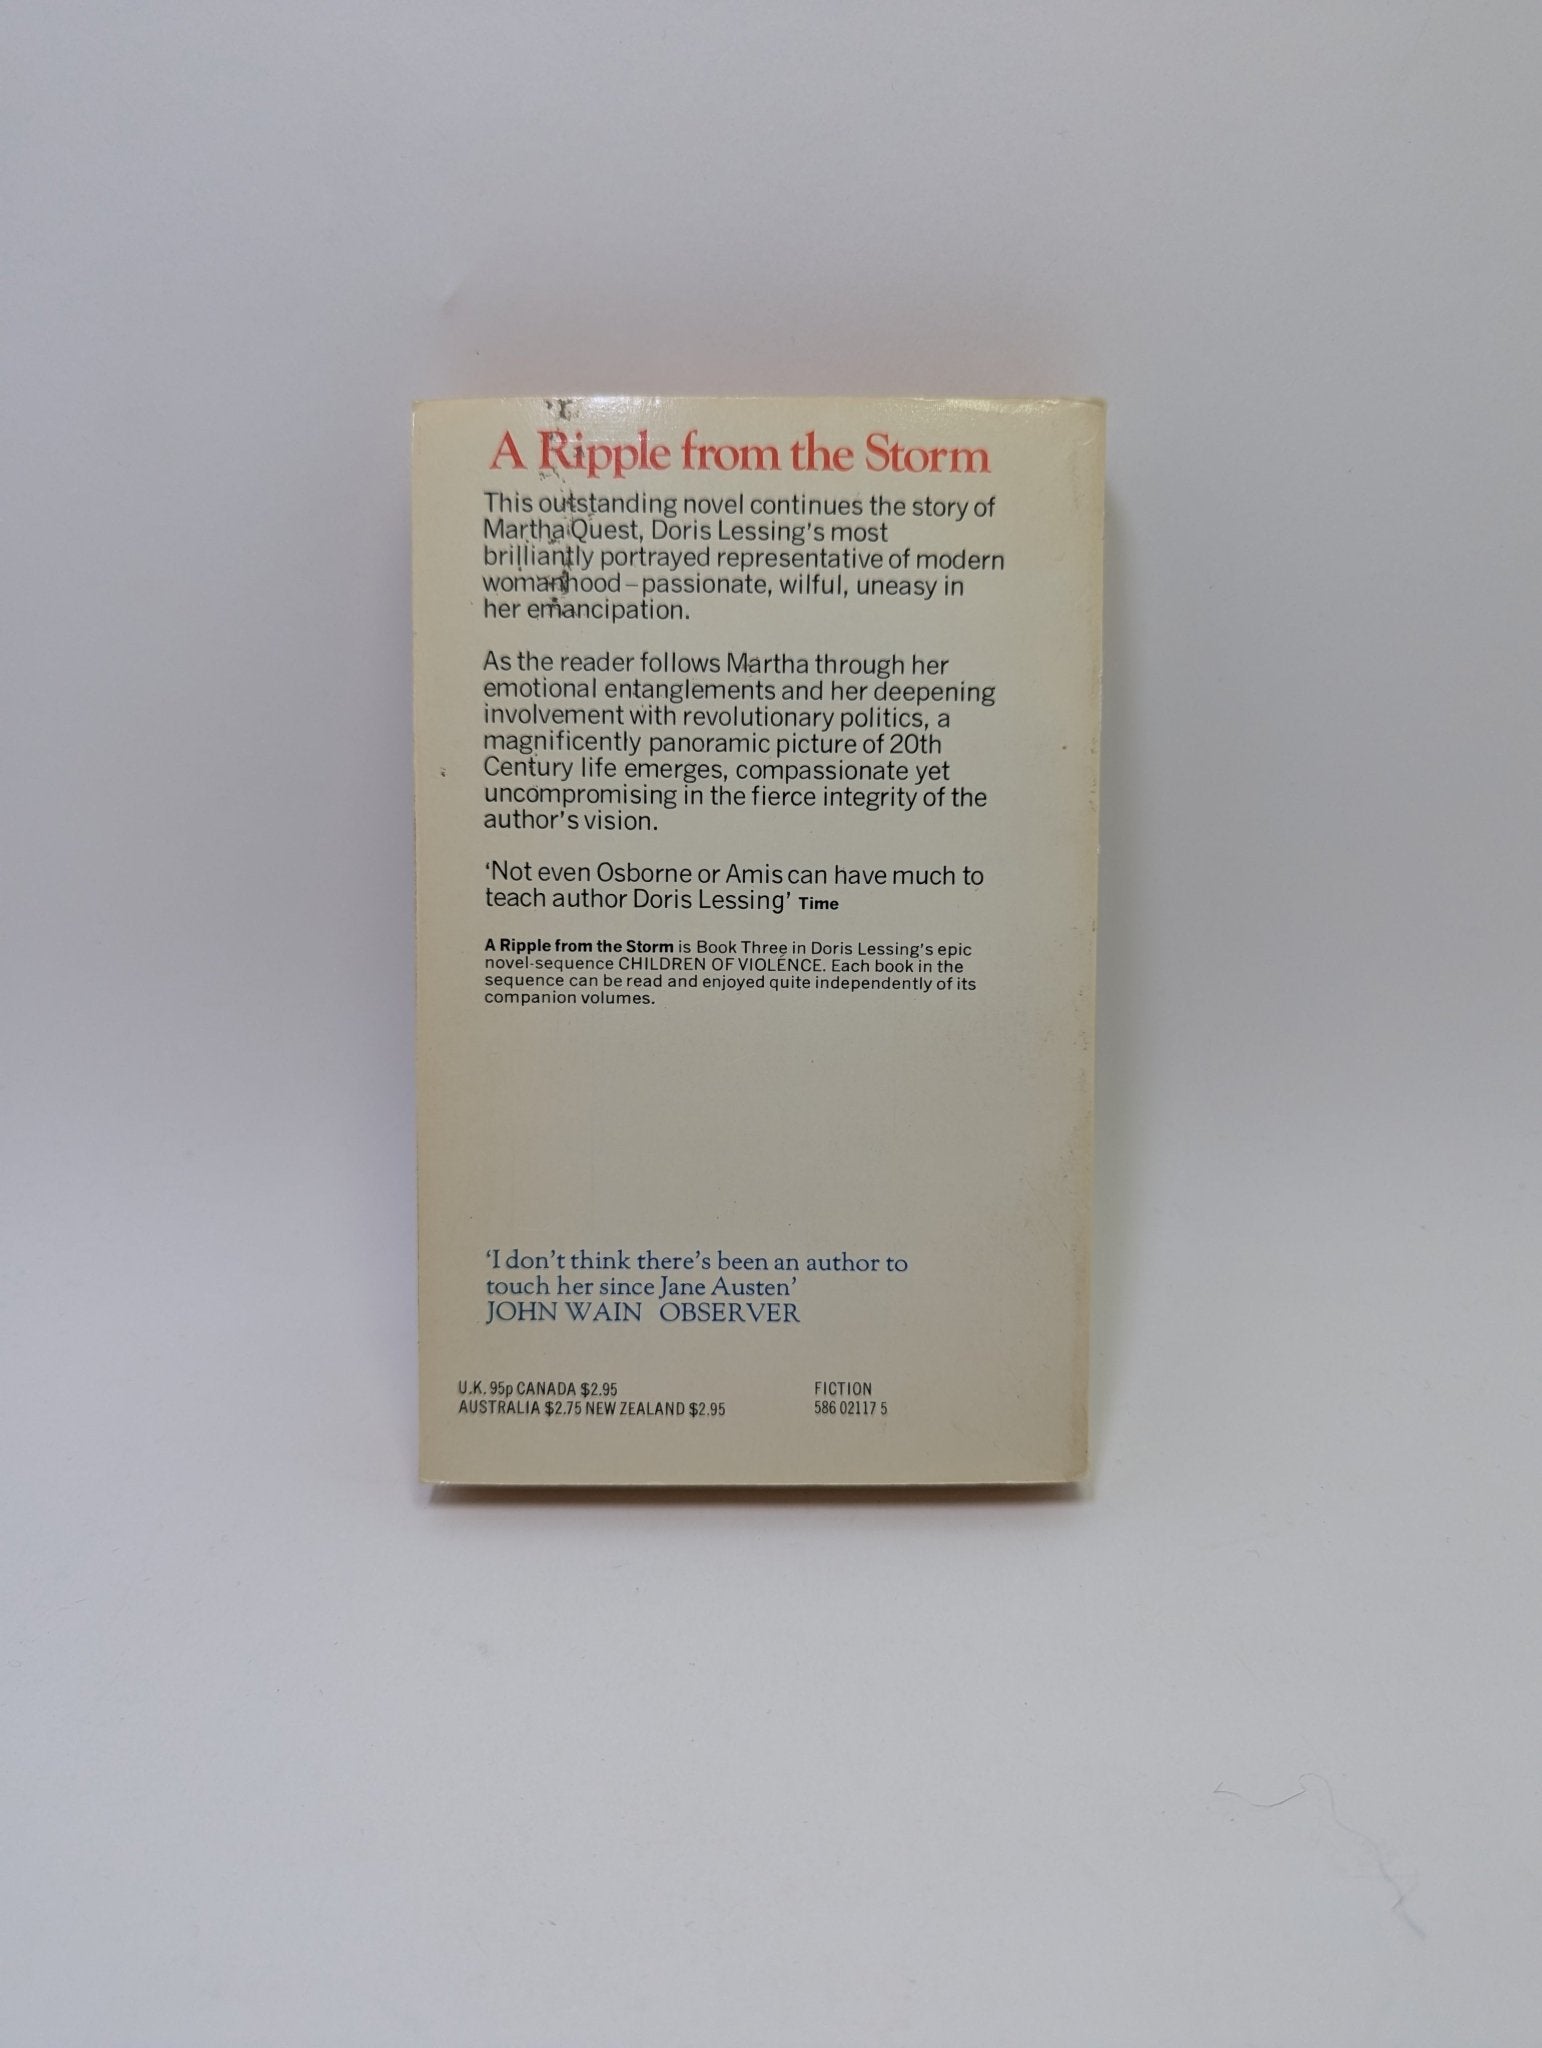 A Ripple from the Storm
This outstanding novel continues the story of
Martha Quest, Doris Lessing's most
brilliantly portrayed representative of modern
womanhood – passionate, wilful, uneasy in
her emancipation.
As the reader follows Martha through her
emotional entanglements and her deepening
involvement with revolutionary politics, a
magnificently panoramic picture of 20th
Century life emerges, compassionate yet
uncompromising in the fierce integrity of the
author's vision.
'Not even Osborne or Amis can have much to
teach author Doris Lessing' Time
A Ripple from the Storm is Book Three in Doris Lessing's epic
novel-sequence CHILDREN OF VIOLENCE. Each book in the
sequence can be read and enjoyed quite independently of its
companion volumes.
'I don't think there's been an author to
touch her since Jane Austen'
JOHN WAIN OBSERVER
U.K. 95p CANADA $2.95
AUSTRALIA $2.75 NEW ZEALAND $2.95
FICTION
586 02117 5